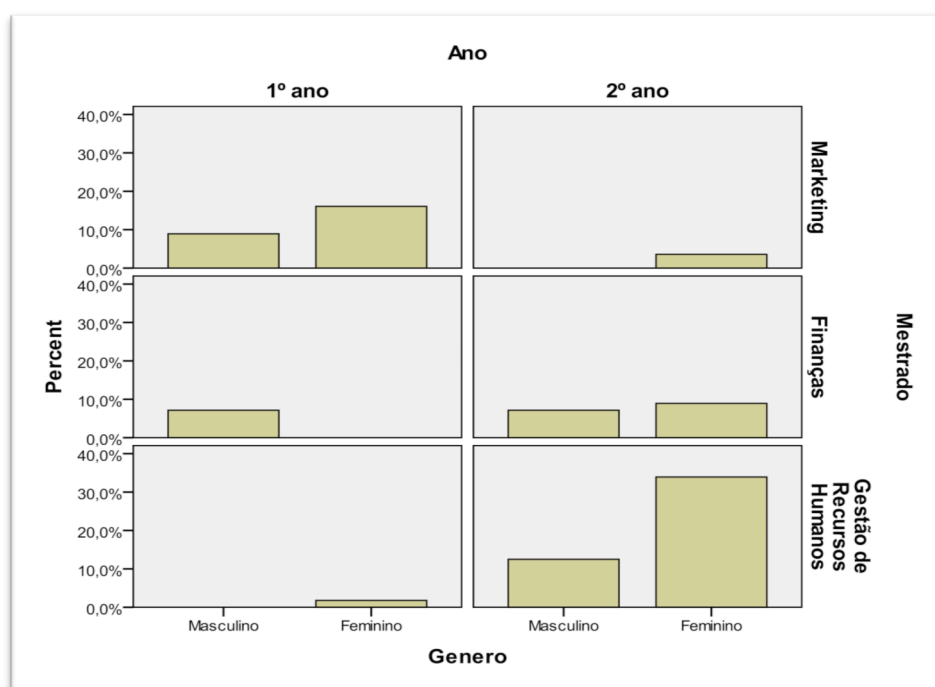 Ano
1º ano
2º ano
40,0%
30,0%
20,0%
10,0%
0,0%
Marketing
40,0%
30,0%
20,0%
10,0%
0,0%
Finanças
40,0%
30,0%
20,0%
10,0%
0,0%
Gestão de
Recursos
Humanos
Percent
Mestrado
Masculino
Feminino
Masculino
Feminino
Genero